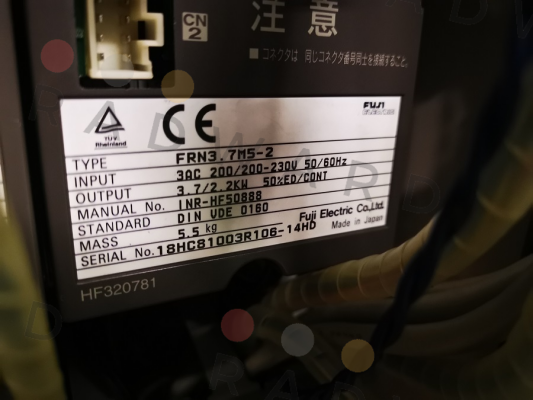 CN
2
注意
■コネクタは 同じコネクタ番号同士を接続すること。
TÜV
Rheinland
CE
FUJI
ELECTRIC
TYPE FRN3.7M5-2
INPUT 3AC 200/200-230V 50/60Hz
OUTPUT 3.7/2.2KW 50%ED/CONT
MANUAL No. INR-HF50888
STANDARD DIN VDE 0160
MASS 5.5 kg
Fuji Electric Co.,Ltd.
SERIAL No. 18HC81003R106-14HD
Made in Japan
HF320781